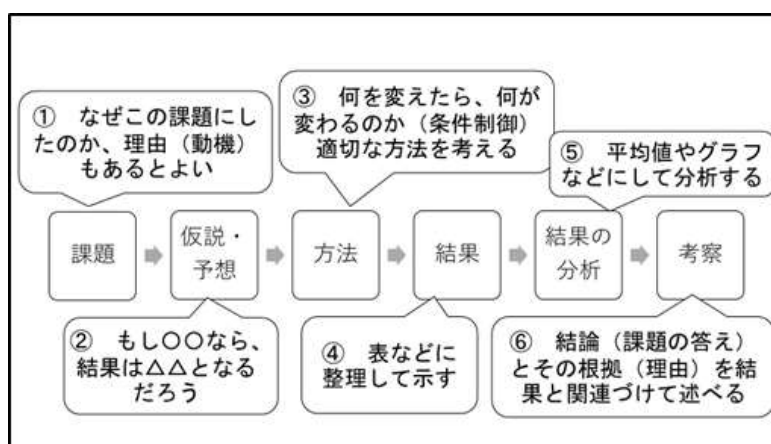 ① なぜこの課題にし
たのか、理由（動機）
もあるとよい
③ 何を変えたら、何が
変わるのか（条件制御）
適切な方法を考える
⑤ 平均値やグラフ
などにして分析する
課題
仮説・
予想
方法
結果
結果の
分析
考察
② もし○○なら、
結果は△△となる
だろう
④ 表などに
整理して示す
⑥ 結論（課題の答え）
とその根拠（理由）を結
果と関連づけて述べる